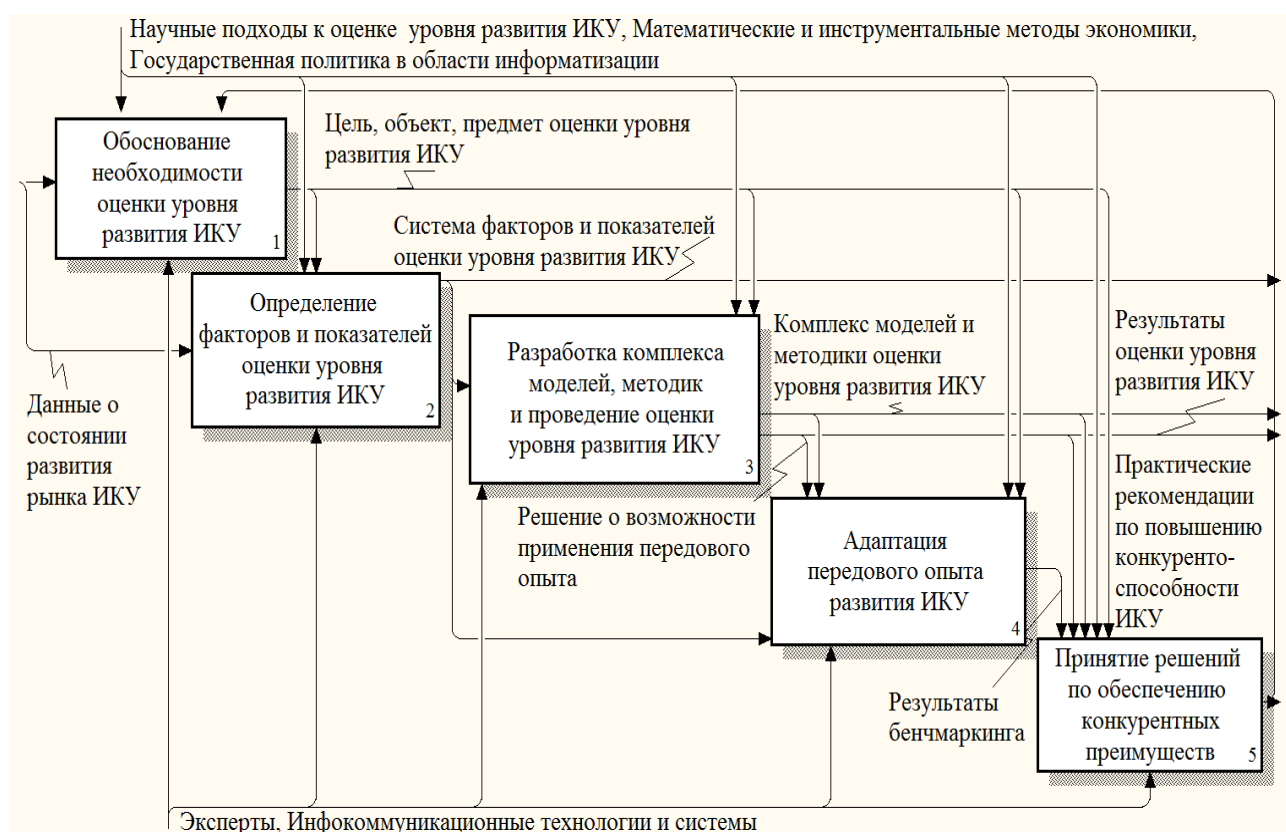 Научные подходы к оценке уровня развития ИКУ, Математические и инструментальные методы экономики,
Государственная политика в области информатизации
Обоснование
необходимости
оценки уровня
развития ИКУ
1
Цель, объект, предмет оценки уровня
развития ИКУ
Система факторов и показателей
оценки уровня развития ИКУ
Определение
факторов и показателей
оценки уровня
развития ИКУ
2
Данные о
состоянии
развития
рынка ИКУ
Разработка комплекса
моделей, методик
и проведение оценки
уровня развития ИКУ
3
Комплекс моделей и
методики оценки
уровня развития ИКУ
Результаты
оценки уровня
развития ИКУ
Решение о возможности
применения передового
опыта
Адаптация
передового опыта
развития ИКУ
4
Практические
рекомендации
по повышению
конкуренто-
способности
ИКУ
Результаты
бенчмаркинга
Принятие решений
по обеспечению
конкурентных
преимуществ
5
Эксперты, Инфокоммуникационные технологии и системы